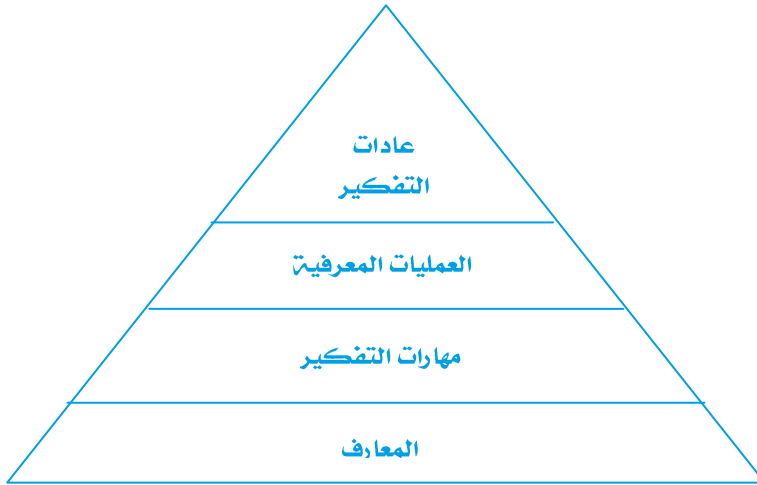 عادات
التفكير
العمليات المعرفية
مهارات التفكير
المعارف